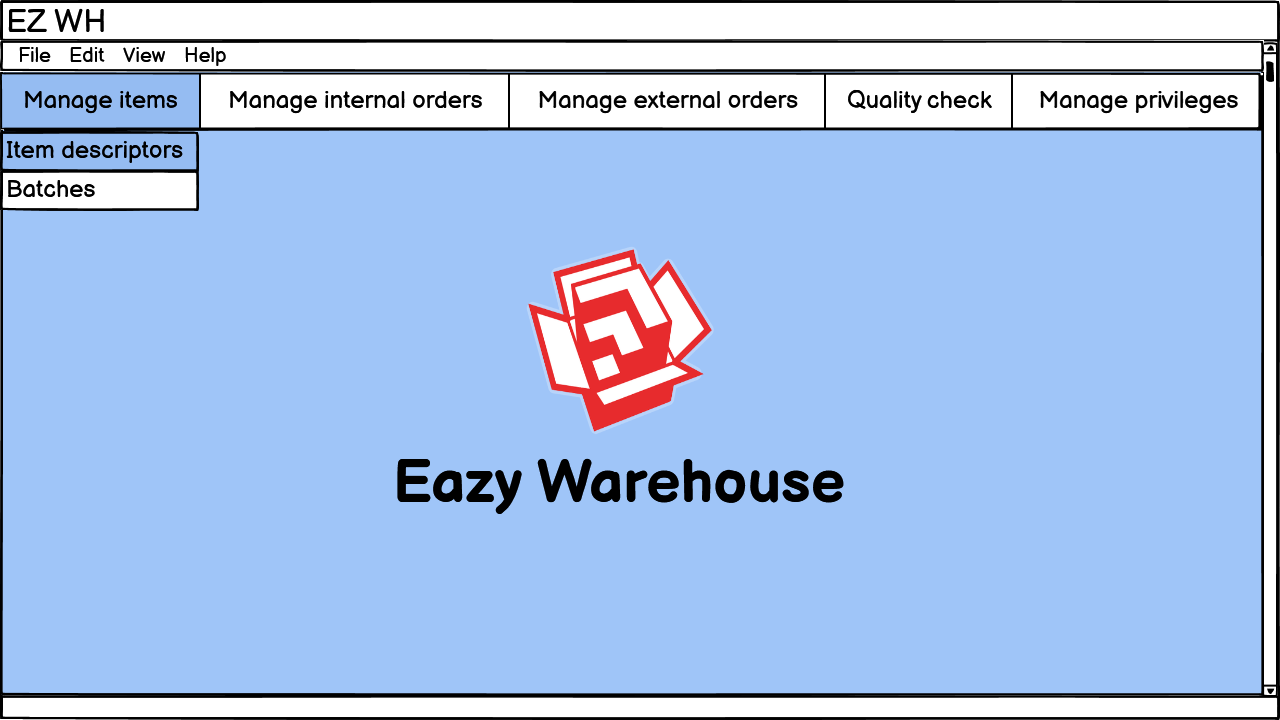 EZ WH
File Edit View Help
Manage items Manage internal orders Manage external orders Quality check Manage privileges
Item descriptors
Batches
Eazy Warehouse